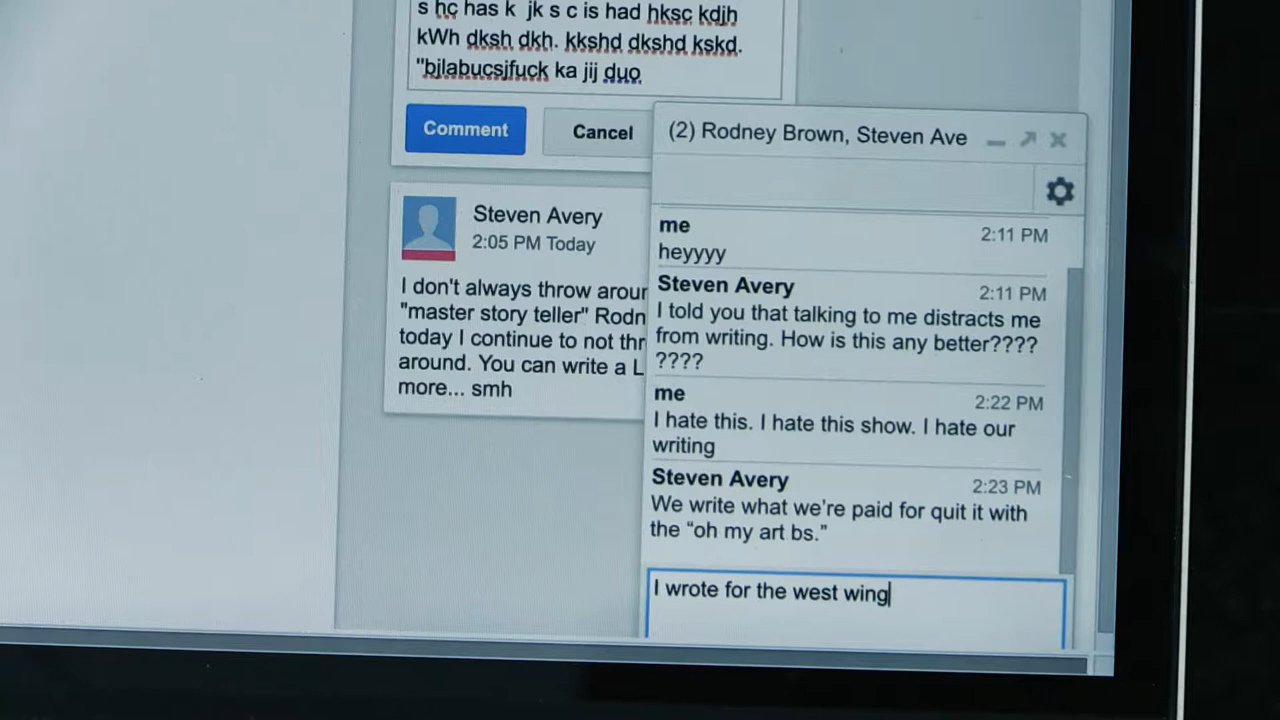 s hc has k jk s c is had hksc kdjh
kWh dksh dkh. kkshd dkshd kskd.
"bjlabucsjfuck ka jij duo
Comment
Cancel
Steven Avery
2:05 PM Today
I don't always throw arour
"master story teller" Rodn
today I continue to not thr
around. You can write a L
more... smh
(2) Rodney Brown, Steven Ave
me
2:11 PM
heyyyy
Steven Avery
2:11 PM
I told you that talking to me distracts me
from writing. How is this any better????
????
me
2:22 PM
I hate this. I hate this show. I hate our
writing
Steven Avery
2:23 PM
We write what we're paid for quit it with
the “oh my art bs.”
I wrote for the west wing